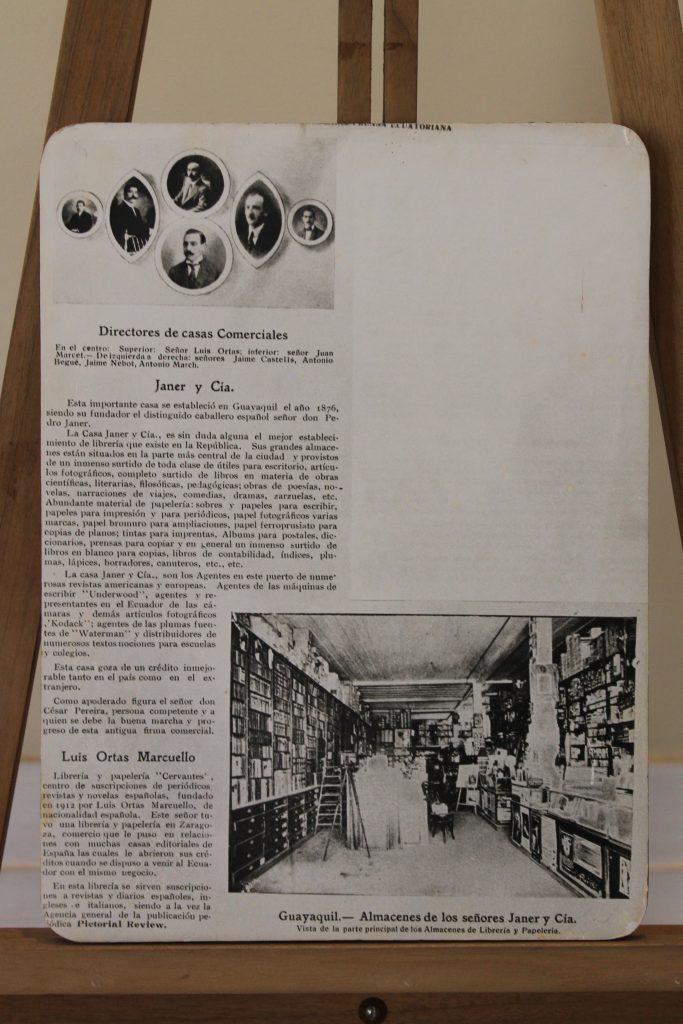 PRENSA ECUATORIANA
Directores de casas Comerciales
En el centro: Superior: Señor Luis Ortas; inferior: señor Juan
Marcet.— De izquierda a derecha: señores Jaime Castells, Antonio
Begué, Jaime Nebot, Antonio March.
Janer y Cía.
Esta importante casa se estableció en Guayaquil el año 1876,
siendo su fundador el distinguido caballero español señor don Pe-
dro Janer.
La Casa Janer y Cía., es sin duda alguna el mejor estableci-
miento de librería que existe en la República. Sus grandes almace-
nes están situados en la parte más central de la ciudad y provistos
de un inmenso surtido de toda clase de útiles para escritorio, artícu-
los fotográficos, completo surtido de libros en materia de obras
científicas, literarias, filosóficas, pedagógicas; obras de poesías, no-
velas, narraciones de viajes, comedias, dramas, zarzuelas, etc.
Abundante material de papelería: sobres y papeles para escribir,
papeles para impresión y para periódicos, papel fotográficos varias
marcas, papel bromuro para ampliaciones, papel ferroprusiato para
copias de planos; tintas para imprentas. Albums para postales, dic-
cionarios, prensas para copiar y en general un inmenso surtido de
libros en blanco para copias, libros de contabilidad, índices, plu-
mas, lápices, borradores, canuteros, etc., etc.
La casa Janer y Cía., son los Agentes en este puerto de nume-
rosas revistas americanas y europeas. Agentes de las máquinas de
escribir "Underwood", agentes y re-
presentantes en el Ecuador de las cá-
maras y demás artículos fotográficos
,'Kodack"; agentes de las plumas fuen-
tes de "Waterman" y distribuidores de
numerosos textos nociones para escuelas
y colegios.
Esta casa goza de un crédito inmejo-
rable tanto en el país como en el ex-
tranjero.
Como apoderado figura el señor don
César Pereira, persona competente y a
quien se debe la buena marcha y pro-
greso de esta antigua firma comercial.
Luis Ortas Marcuello
Librería y papelería "Cervantes',
centro de suscripciones de periódicos
revistas y novelas españolas, fundado
en 1912 por Luis Ortas Marcuello, de
nacionalidad española. Este señor tu-
vo una librería y papelería en Zarago-
za, comercio que le puso en relacio-
nes con muchas casas editoriales de
España las cuales le abrieron sus cré-
ditos cuando se dispuso a venir al Ecua-
dor con el mismo negocio.
En esta librería se sirven suscripcio-
nes a revistas y diarios españoles, in-
gleses e italianos, siendo a la vez la
Agencia general de la publicación pe-
riódica Pictorial Review.
Guayaquil.— Almacenes de los señores Janer y Cía.
Vista de la parte principal de los Almacenes de Librería y Papelería.